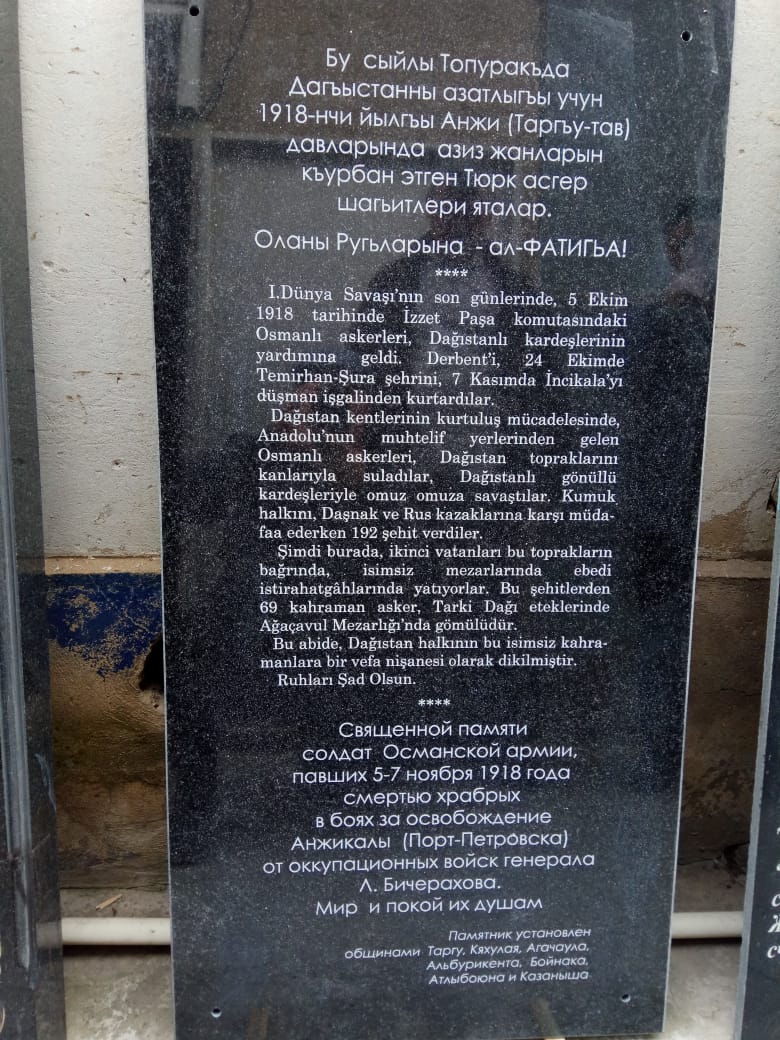 Бу сыйлы Топуракъда
Дагъыстанны азатлыгъы учун
1918-нчи йылгъы Анжи (Таргъу-тав)
давларында азиз жанларын
къурбан этген Тюрк асгер
шагьитлери яталар.
Оланы Ругьларына - ал-ФАТИГЬА!
****
I.Dünya Savaşı'nın son günlerinde, 5 Ekim
1918 tarihinde İzzet Paşa komutasındaki
Osmanlı askerleri, Dağıstanlı kardeşlerinin
yardımına geldi. Derbent'i, 24 Ekimde
Temirhan-Şura şehrini, 7 Kasımda İncikala'yı
düşman işgalinden kurtardılar.
Dağıstan kentlerinin kurtuluş mücadelesinde,
Anadolu'nun muhtelif yerlerinden gelen
Osmanlı askerleri, Dağıstan topraklarını
kanlarıyla suladılar, Dağıstanlı gönüllü
kardeşleriyle omuz omuza savaştılar. Kumuk
halkını, Daşnak ve Rus kazaklarına karşı müda-
faa ederken 192 şehit verdiler.
Şimdi burada, ikinci vatanları bu toprakların
bağrında, isimsiz mezarlarında ebedi
istirahatgâhlarında yatıyorlar. Bu şehitlerden
69 kahraman asker, Tarki Dağı eteklerinde
Ağaçavul Mezarlığı'nda gömülüdür.
Bu abide, Dağıstan halkının bu isimsiz kahra-
manlara bir vefa nişanesi olarak dikilmiştir.
Ruhları Şad Olsun.
****
Священной памяти
солдат Османской армии,
павших 5-7 ноября 1918 года
смертью храбрых
в боях за освобождение
Анжикалы (Порт-Петровска)
от оккупационных войск генерала
Л. Бичерахова.
Мир и покой их душам
Памятник установлен
общинами Таргу, Кяхулая, Агачаула,
Альбурикента, Бойнака,
Атлыбоюна и Казаныша